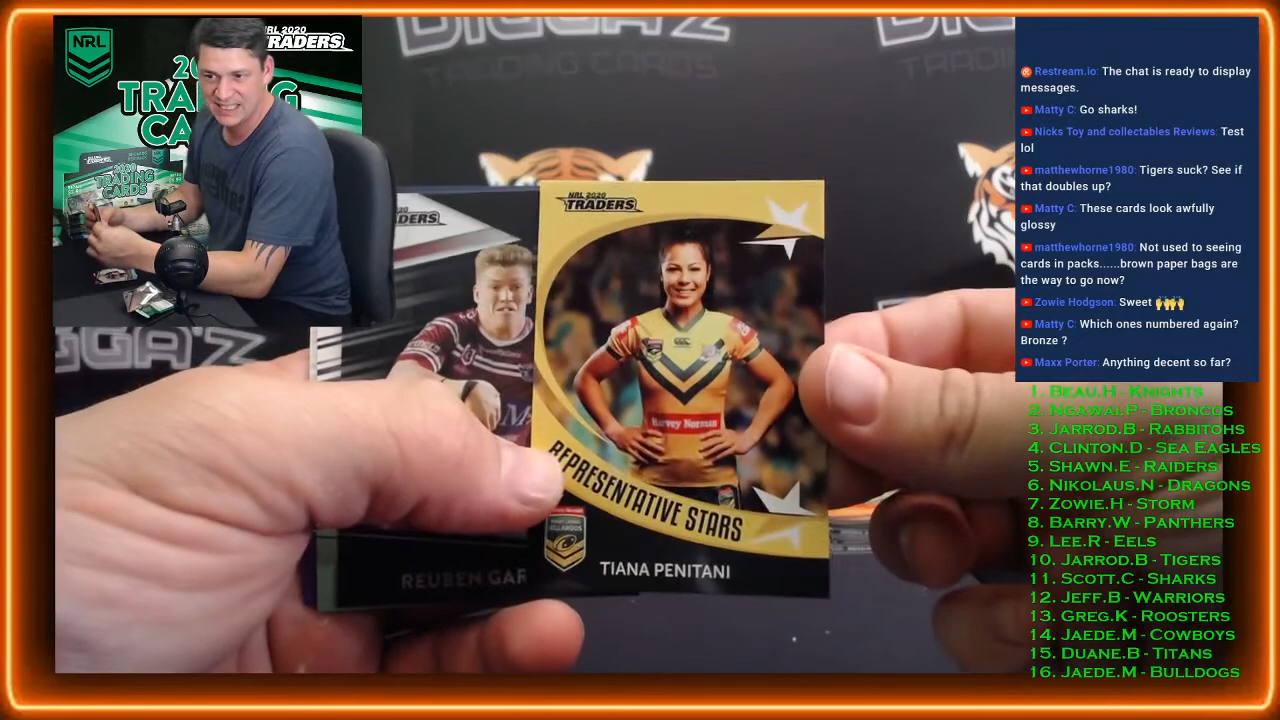 NRL
NRL 2020
TRADERS
TRADERS
2020
TRADING
CARDS
DIGGA'Z
TRADING CARDS
NRL 2020
TRADERS
Harvey Norman
REPRESENTATIVE STARS
TIANA PENITANI
REUBEN GAR
Restream.io: The chat is ready to display
messages.
Matty C: Go sharks!
Nicks Toy and collectables Reviews: Test
lol
matthewhorne1980: Tigers suck? See if
that doubles up?
Matty C: These cards look awfully
glossy
matthewhorne1980: Not used to seeing
cards in packs......brown paper bags are
the way to go now?
Zowie Hodgson: Sweet 🙌🙌
Matty C: Which ones numbered again?
Bronze ?
Maxx Porter: Anything decent so far?
1. Beau.H - Knights
2. Ngawai.P - Broncos
3. Jarrod.B - Rabbitohs
4. Clinton.D - Sea Eagles
5. Shawn.E - Raiders
6. Nikolaus.N - Dragons
7. Zowie.H - Storm
8. Barry.W - Panthers
9. Lee.R - Eels
10. Jarrod.B - Tigers
11. Scott.C - Sharks
12. Jeff.B - Warriors
13. Greg.K - Roosters
14. Jaede.M - Cowboys
15. Duane.B - Titans
16. Jaede.M - Bulldogs